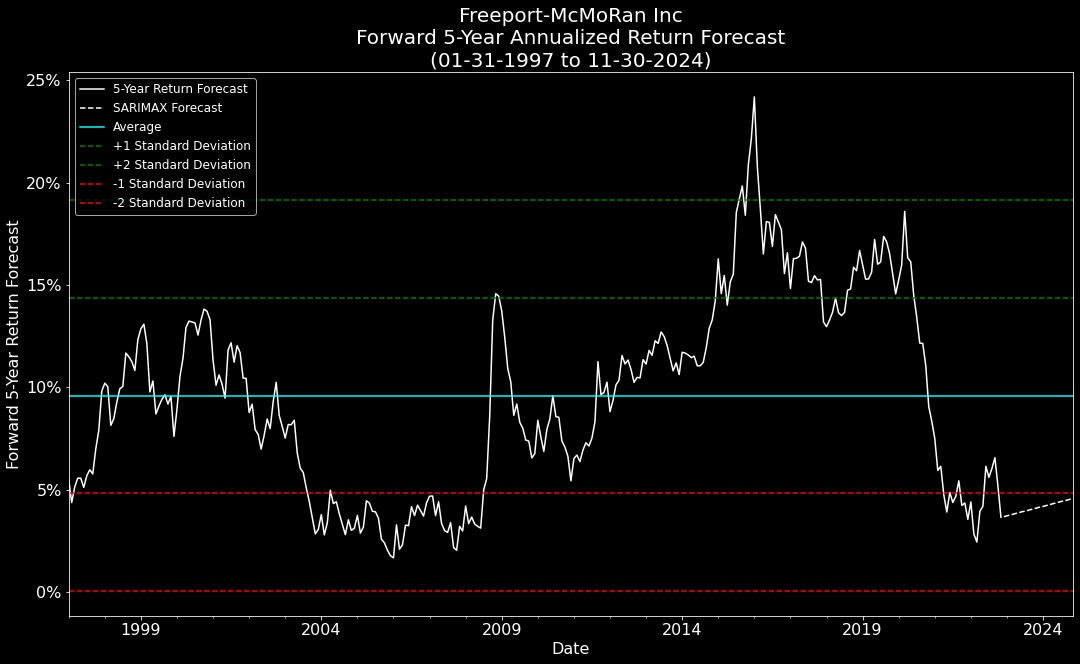 Freeport-McMoRan Inc
Forward 5-Year Annualized Return Forecast
(01-31-1997 to 11-30-2024)
25%
20%
15%
10%
5%
0%
Forward 5-Year Return Forecast
5-Year Return Forecast
SARIMAX Forecast
Average
+1 Standard Deviation
+2 Standard Deviation
-1 Standard Deviation
-2 Standard Deviation
1999
2004
2009
2014
2019
2024
Date